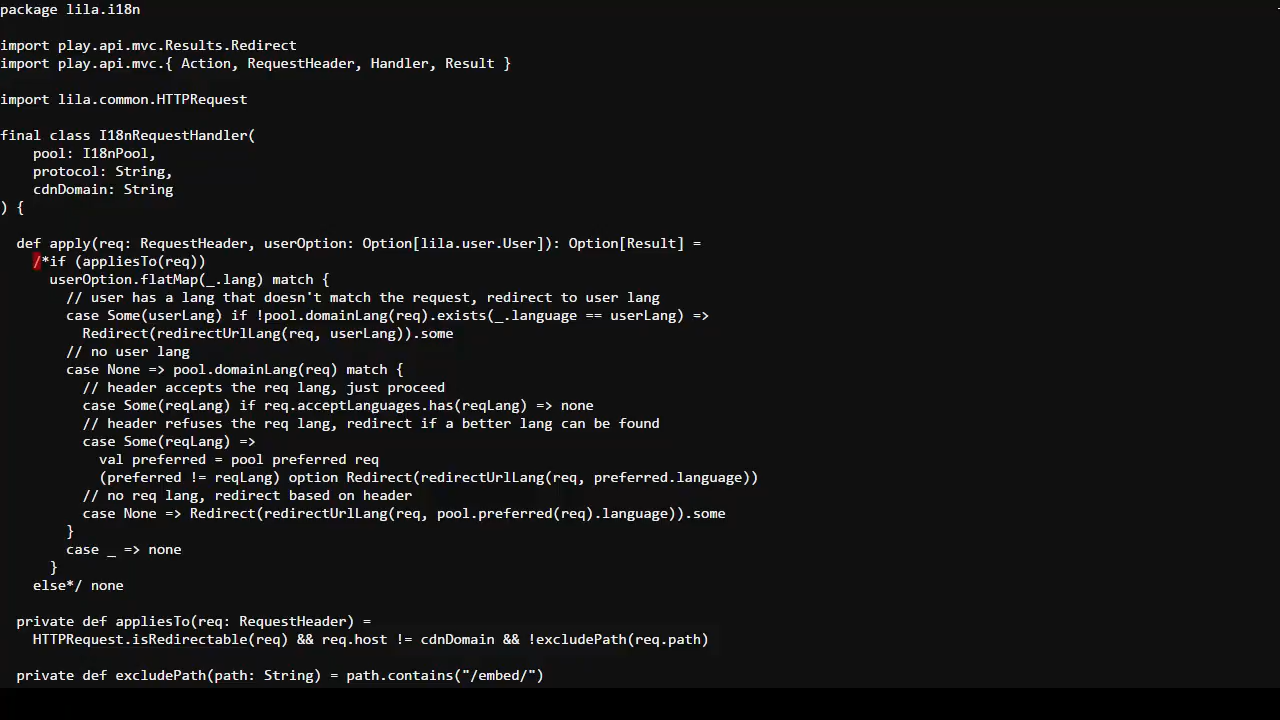 package lila.i18n
import play.api.mvc.Results.Redirect
import play.api.mvc.{ Action, RequestHeader, Handler, Result }
import lila.common.HTTPRequest
final class I18nRequestHandler(
    pool: I18nPool,
    protocol: String,
    cdnDomain: String
) {
  def apply(req: RequestHeader, userOption: Option[lila.user.User]): Option[Result] =
    /*if (appliesTo(req))
      userOption.flatMap(_.lang) match {
        // user has a lang that doesn't match the request, redirect to user lang
        case Some(userLang) if !pool.domainLang(req).exists(_.language == userLang) =>
          Redirect(redirectUrlLang(req, userLang)).some
        // no user lang
        case None => pool.domainLang(req) match {
          // header accepts the req lang, just proceed
          case Some(reqLang) if req.acceptLanguages.has(reqLang) => none
          // header refuses the req lang, redirect if a better lang can be found
          case Some(reqLang) =>
            val preferred = pool preferred req
            (preferred != reqLang) option Redirect(redirectUrlLang(req, preferred.language))
          // no req lang, redirect based on header
          case None => Redirect(redirectUrlLang(req, pool.preferred(req).language)).some
        }
        case _ => none
      }
    else*/ none
  private def appliesTo(req: RequestHeader) =
    HTTPRequest.isRedirectable(req) && req.host != cdnDomain && !excludePath(req.path)
  private def excludePath(path: String) = path.contains("/embed/")